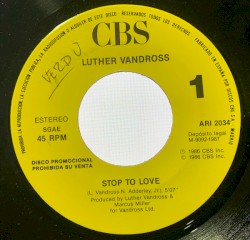 CBS
VERDJ
LUTHER VANDROSS
ESTEREO
SGAE
45 RPM
1
ARI 2034
Depósito legal
M-9092-1987
DISCO PROMOCIONAL
PROHIBIDA SU VENTA
℗ 1986 CBS Inc.
© 1986 CBS Inc.
STOP TO LOVE
(L. Vandross-N. Adderley, Jr.) 5'07"
Produced by Luther Vandross &
Marcus Miller
for Vandross Ltd.